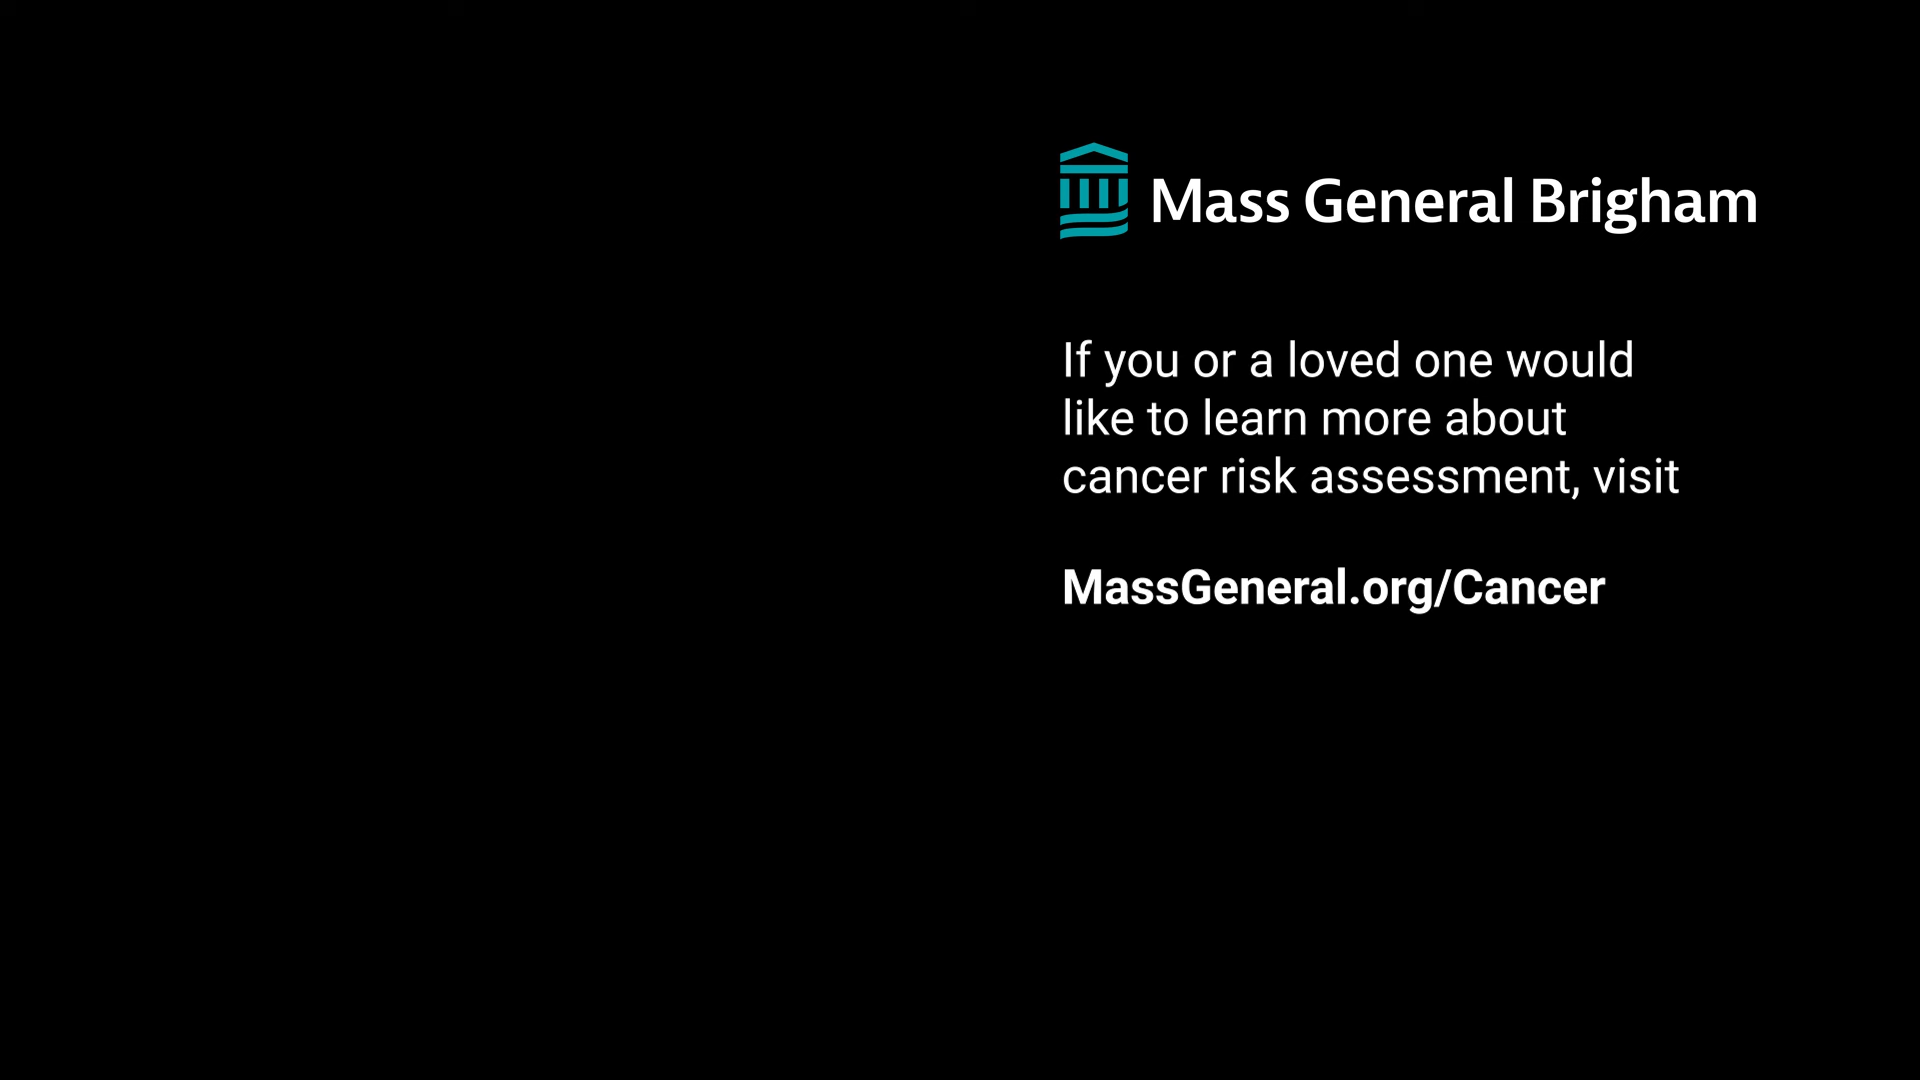 Mass General Brigham
If you or a loved one would
like to learn more about
cancer risk assessment, visit
MassGeneral.org/Cancer